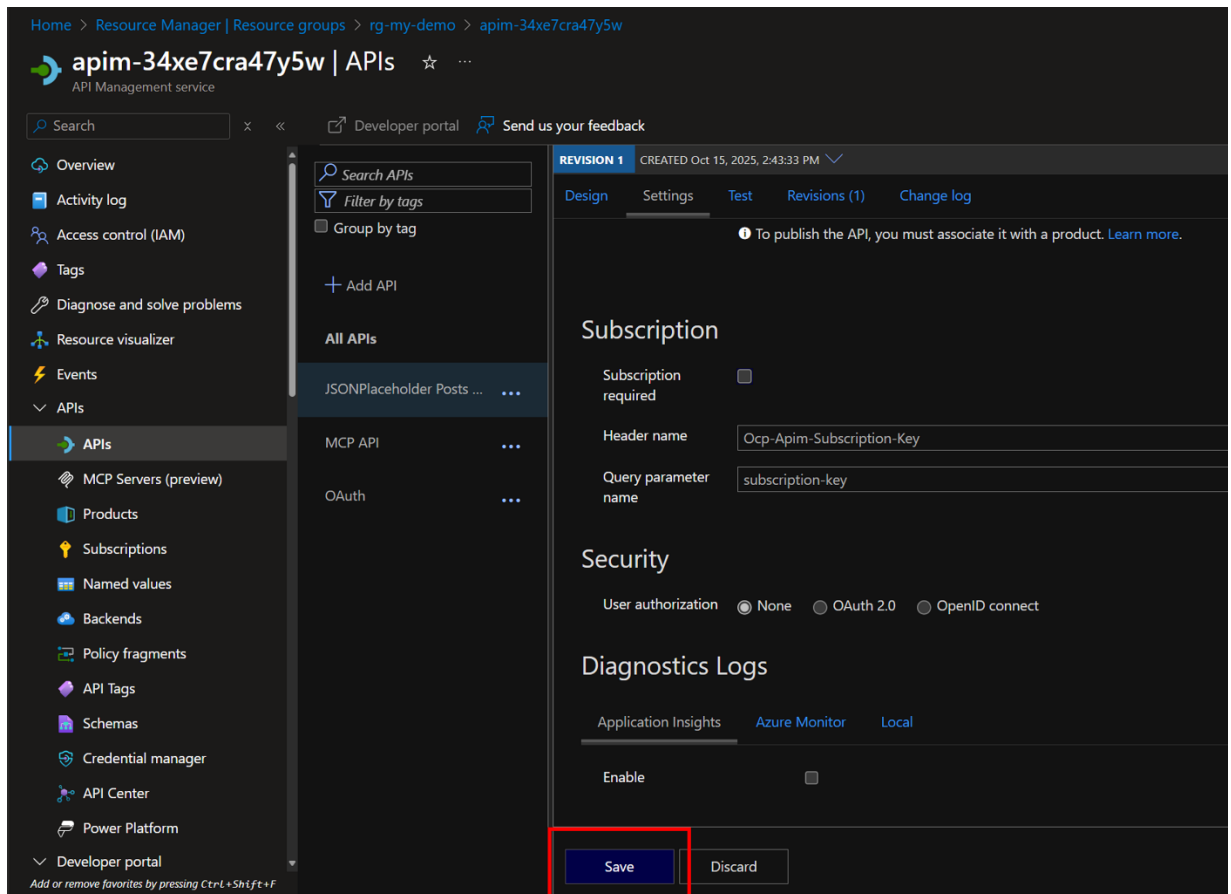 Home > Resource Manager | Resource groups > rg-my-demo > apim-34xe7cra47y5w
apim-34xe7cra47y5w | APIs
API Management service
Search
Developer portal
Send us your feedback
Overview
Activity log
Access control (IAM)
Tags
Diagnose and solve problems
Resource visualizer
Events
APIs
APIs
MCP Servers (preview)
Products
Subscriptions
Named values
Backends
Policy fragments
API Tags
Schemas
Credential manager
API Center
Power Platform
Developer portal
Add or remove favorites by pressing Ctrl+Shift+F
Search APIs
Filter by tags
Group by tag
Add API
All APIs
JSONPlaceholder Posts ...
MCP API
OAuth
REVISION 1 CREATED Oct 15, 2025, 2:43:33 PM
Design Settings Test Revisions (1) Change log
To publish the API, you must associate it with a product. Learn more.
Subscription
Subscription
required
Header name
Ocp-Apim-Subscription-Key
Query parameter
name
subscription-key
Security
User authorization None OAuth 2.0 OpenID connect
Diagnostics Logs
Application Insights Azure Monitor Local
Enable
Save Discard